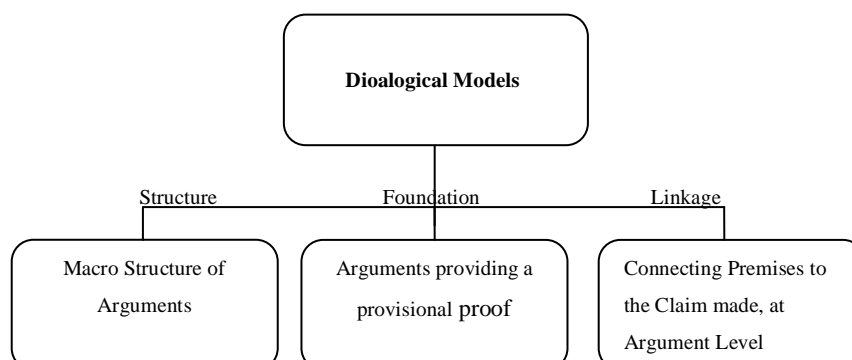 Dioalogical Models
Structure
Foundation
Linkage
Macro Structure of
Arguments
Arguments providing a
provisional proof
Connecting Premises to
the Claim made, at
Argument Level